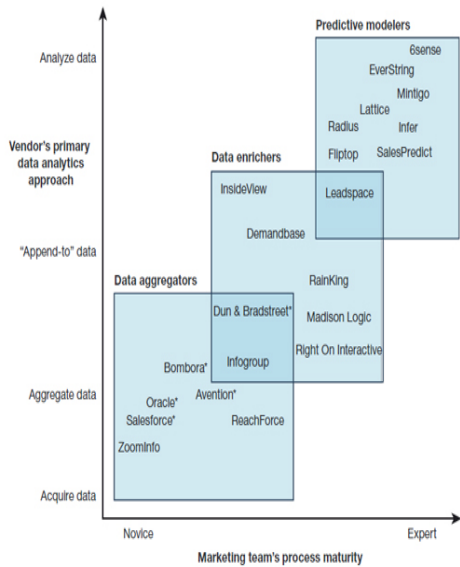 Predictive modelers
6sense
Analyze data
EverString
Mintigo
Lattice
Radius
Infer
Vendor's primary
data analytics
approach
Fliptop
SalesPredict
Data enrichers
InsideView
Leadspace
Demandbase
"Append-to" data
RainKing
Data aggregators
Dun & Bradstreet*
Madison Logic
Right On Interactive
Infogroup
Bombora*
Aggregate data
Avention*
Oracle*
Salesforce*
ReachForce
ZoomInfo
Acquire data
Novice
Expert
Marketing team's process maturity